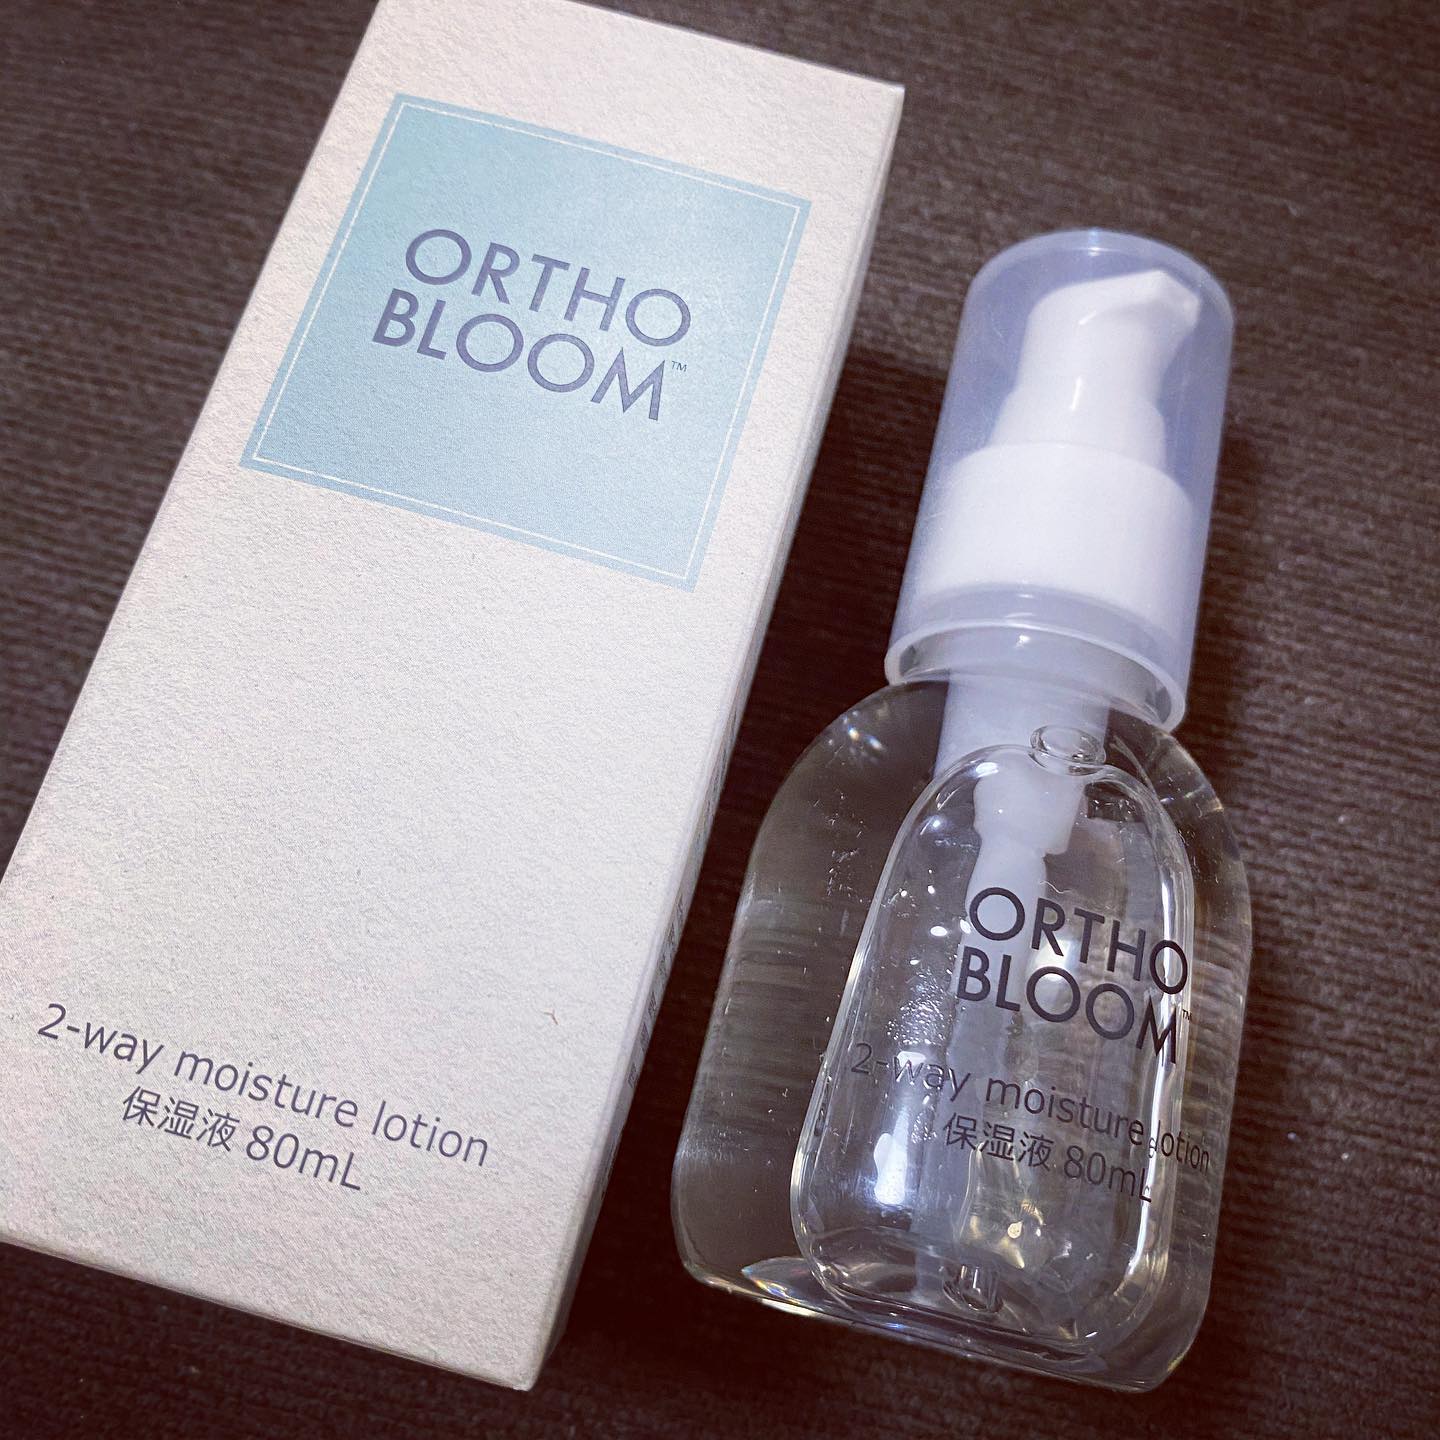 ORTHO
BLOOM™
2-way moisture lotion
保湿液 80mL
ORTHO
BLOOM™
2-way moisture lotion
保湿液 80mL